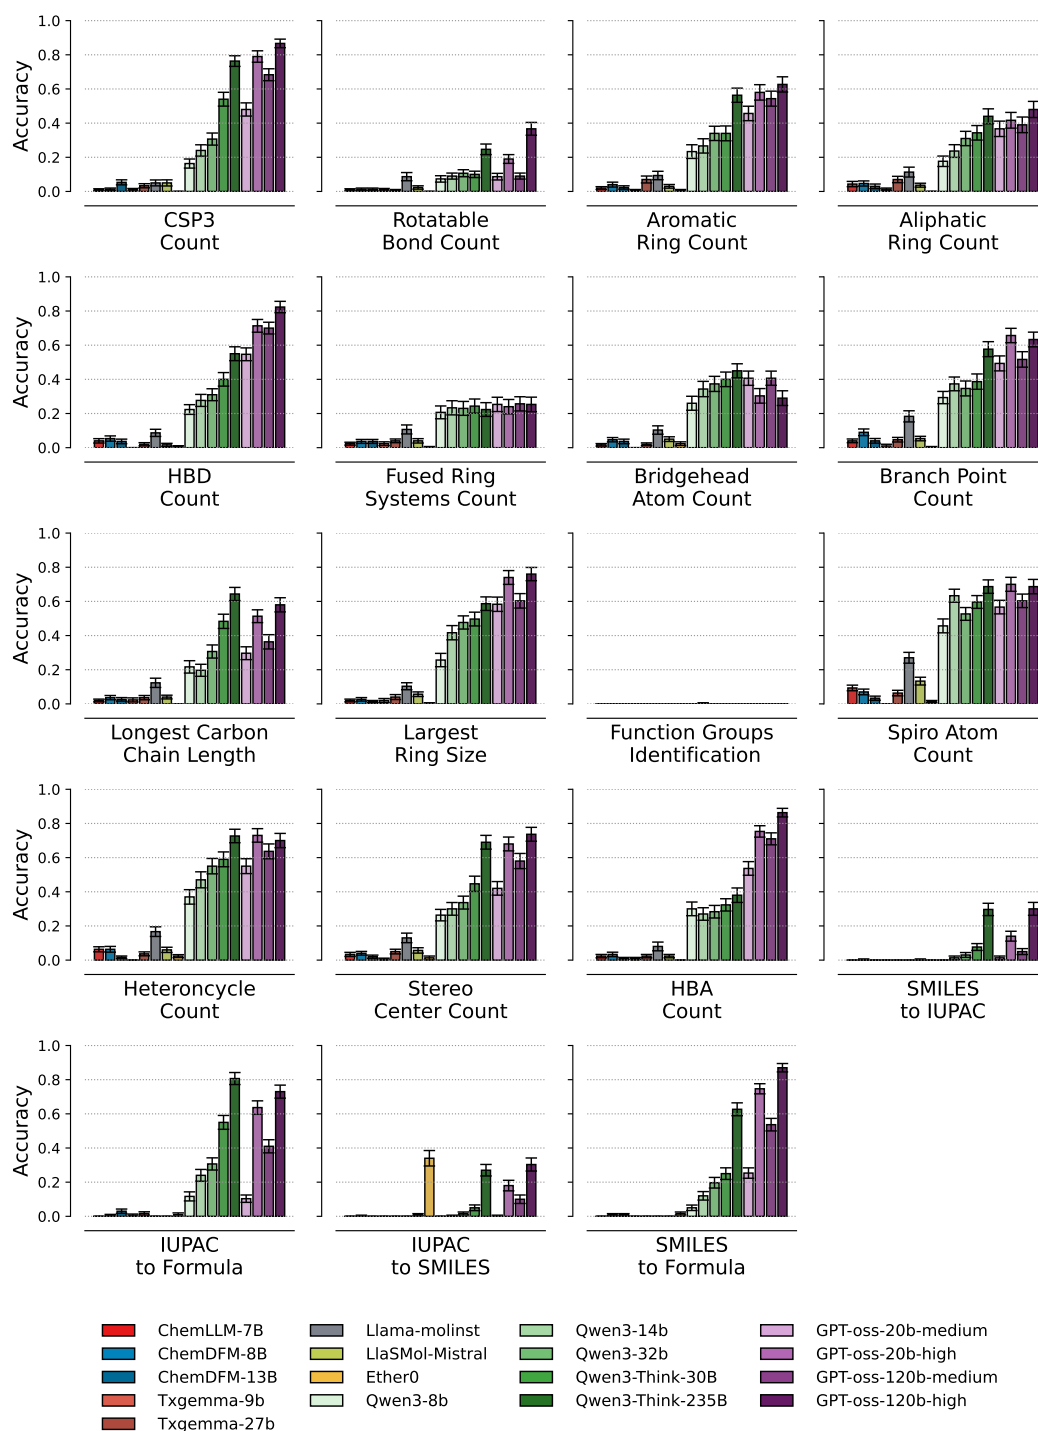 1.0
0.8
0.6
0.4
0.2
0.0
Accuracy
CSP3
Count
Rotatable
Bond Count
Aromatic
Ring Count
Aliphatic
Ring Count
1.0
0.8
0.6
0.4
0.2
0.0
Accuracy
HBD
Count
Fused Ring
Systems Count
Bridgehead
Atom Count
Branch Point
Count
1.0
0.8
0.6
0.4
0.2
0.0
Accuracy
Longest Carbon
Chain Length
Largest
Ring Size
Function Groups
Identification
Spiro Atom
Count
1.0
0.8
0.6
0.4
0.2
0.0
Accuracy
Heteroncycle
Count
Stereo
Center Count
HBA
Count
SMILES
to IUPAC
1.0
0.8
0.6
0.4
0.2
0.0
Accuracy
IUPAC
to Formula
IUPAC
to SMILES
SMILES
to Formula
ChemLLM-7B
ChemDFM-8B
ChemDFM-13B
Txgemma-9b
Txgemma-27b
Llama-molinst
LlaSMol-Mistral
Ether0
Qwen3-8b
Qwen3-14b
Qwen3-32b
Qwen3-Think-30B
Qwen3-Think-235B
GPT-oss-20b-medium
GPT-oss-20b-high
GPT-oss-120b-medium
GPT-oss-120b-high